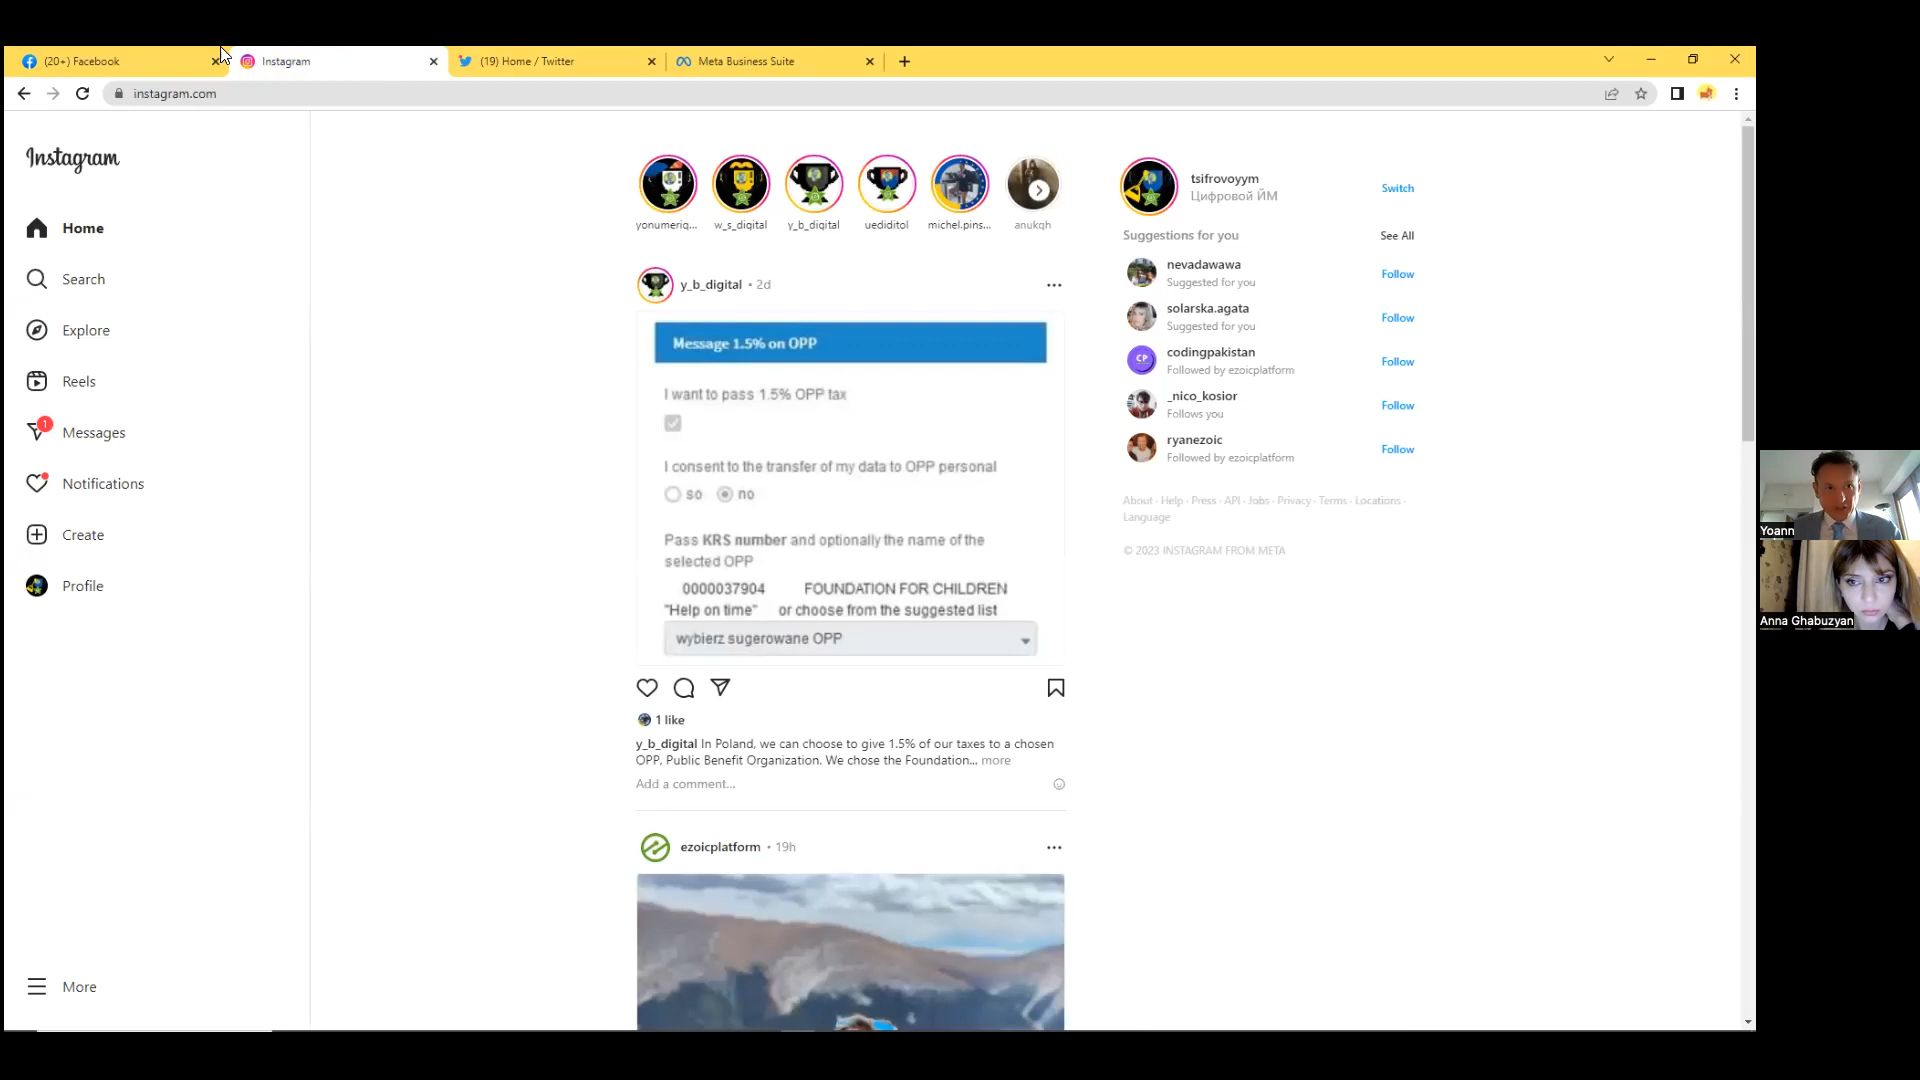 (20+) Facebook
Instagram
(19) Home / Twitter
Meta Business Suite
instagram.com
Instagram
Home
Search
Explore
Reels
1
Messages
Notifications
Create
Profile
More
yonumeriq...
w_s_digital
y_b_digital
uediditol
michel.pins...
anukgh
y_b_digital • 2d
Message 1.5% on OPP
I want to pass 1.5% OPP tax
I consent to the transfer of my data to OPP personal
so no
Pass KRS number and optionally the name of the
selected OPP
0000037904 FOUNDATION FOR CHILDREN
"Help on time" or choose from the suggested list
wybierz sugerowane OPP
1 like
y_b_digital In Poland, we can choose to give 1.5% of our taxes to a chosen
OPP, Public Benefit Organization. We chose the Foundation... more
Add a comment...
ezoicplatform • 19h
tsifrovoyym
Цифровой ЙМ
Switch
Suggestions for you
See All
nevadawawa
Suggested for you
Follow
solarska.agata
Suggested for you
Follow
CP
codingpakistan
Followed by ezoicplatform
Follow
_nico_kosior
Follows you
Follow
ryanezoic
Followed by ezoicplatform
Follow
About · Help · Press · API · Jobs · Privacy · Terms · Locations ·
Language
© 2023 INSTAGRAM FROM META
Yoann
Anna Ghabuzyan